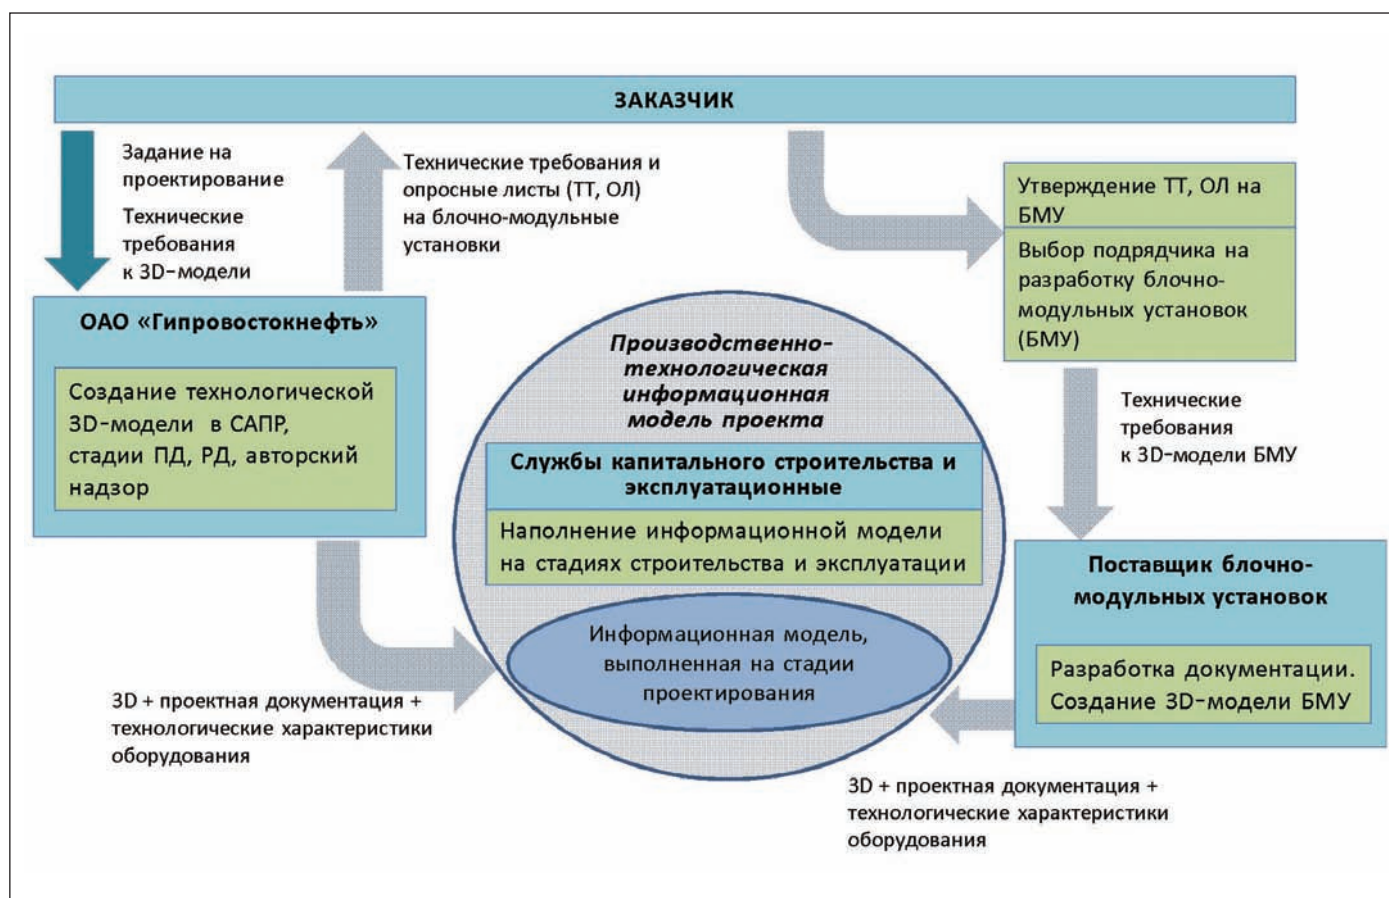 ЗАКАЗЧИК
Задание на
проектирование
Технические
требования
к 3D-модели
Технические требования и
опросные листы (ТТ, ОЛ)
на блочно-модульные
установки
Утверждение ТТ, ОЛ на
БМУ
Выбор подрядчика на
разработку блочно-
модульных установок
(БМУ)
ОАО «Гипровостокнефть»
Создание технологической
3D-модели в САПР,
стадии ПД, РД, авторский
надзор
Производственно-
технологическая
информационная
модель проекта
Службы капитального строительства и
эксплуатационные
Наполнение информационной модели
на стадиях строительства и эксплуатации
Информационная модель,
выполненная на стадии
проектирования
Технические
требования
к 3D-модели БМУ
Поставщик блочно-
модульных установок
Разработка документации.
Создание 3D-модели БМУ
3D + проектная документация +
технологические характеристики
оборудования
3D + проектная документация +
технологические характеристики
оборудования